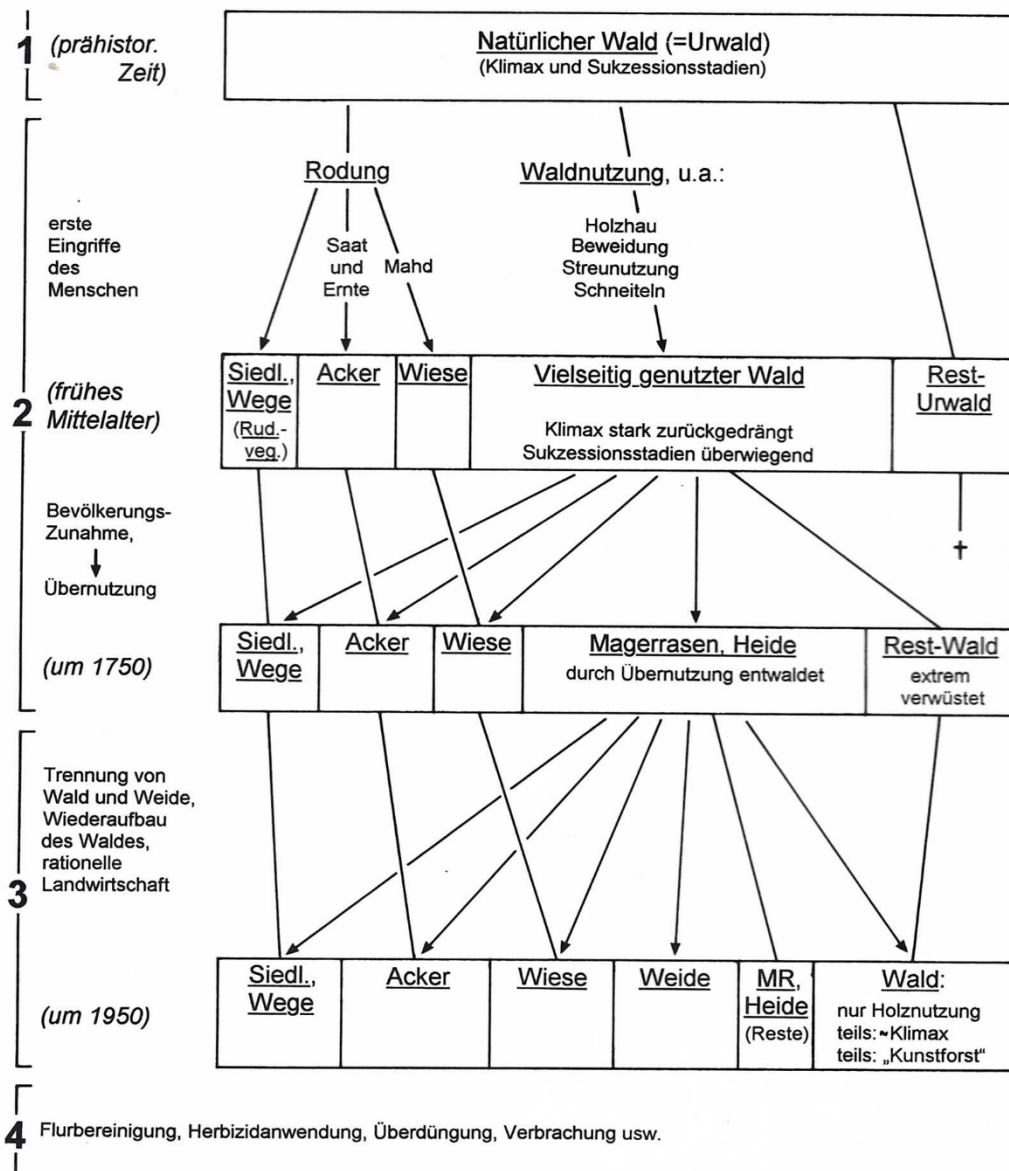 1
(prähistor.
Zeit)
Natürlicher Wald (=Urwald)
(Klimax und Sukzessionsstadien)
erste
Eingriffe
des
Menschen
Rodung
Saat
und
Ernte
Mahd
Waldnutzung, u.a.:
Holzhau
Beweidung
Streunutzung
Schneiteln
2
(frühes
Mittelalter)
Siedl.,
Wege
(Rud.-
veg.)
Acker
Wiese
Vielseitig genutzter Wald
Klimax stark zurückgedrängt
Sukzessionsstadien überwiegend
Rest-
Urwald
Bevölkerungs-
Zunahme,
Übernutzung
†
(um 1750)
Siedl.,
Wege
Acker
Wiese
Magerrasen, Heide
durch Übernutzung entwaldet
Rest-Wald
extrem
verwüstet
3
Trennung von
Wald und Weide,
Wiederaufbau
des Waldes,
rationelle
Landwirtschaft
(um 1950)
Siedl.,
Wege
Acker
Wiese
Weide
MR,
Heide
(Reste)
Wald:
nur Holznutzung
teils: ~Klimax
teils: „Kunstforst“
4 Flurbereinigung, Herbizidanwendung, Überdüngung, Verbrachung usw.